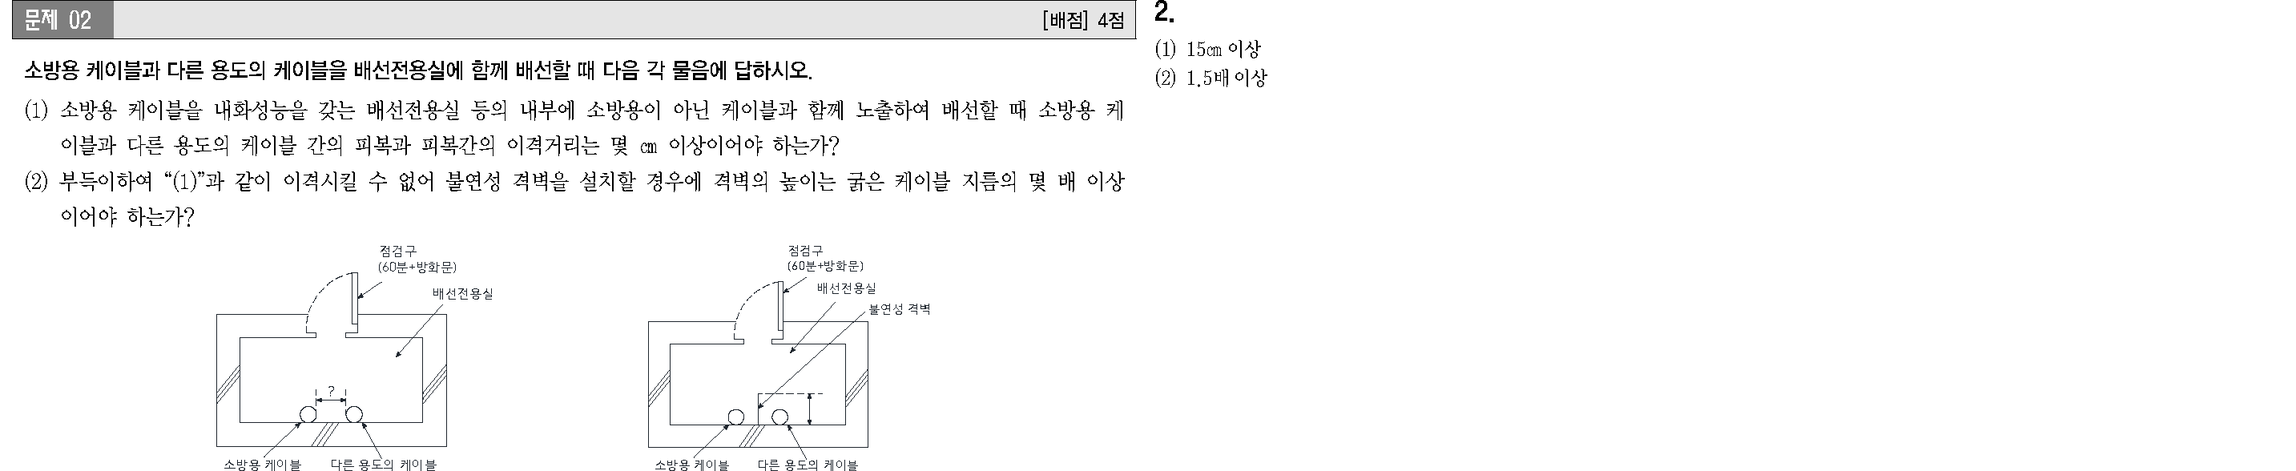 문제 02
[배점] 4점
소방용 케이블과 다른 용도의 케이블을 배선전용실에 함께 배선할 때 다음 각 물음에 답하시오.
(1) 소방용 케이블을 내화성능을 갖는 배선전용실 등의 내부에 소방용이 아닌 케이블과 함께 노출하여 배선할 때 소방용 케
이블과 다른 용도의 케이블 간의 피복과 피복간의 이격거리는 몇 ㎝ 이상이어야 하는가?
(2) 부득이하여 “(1)”과 같이 이격시킬 수 없어 불연성 격벽을 설치할 경우에 격벽의 높이는 굵은 케이블 지름의 몇 배 이상
이어야 하는가?
점검구
(60분+방화문)
배선전용실
?
소방용 케이블
다른 용도의 케이블
점검구
(60분+방화문)
배선전용실
불연성 격벽
소방용 케이블
다른 용도의 케이블
2.
(1) 15㎝ 이상
(2) 1.5배 이상